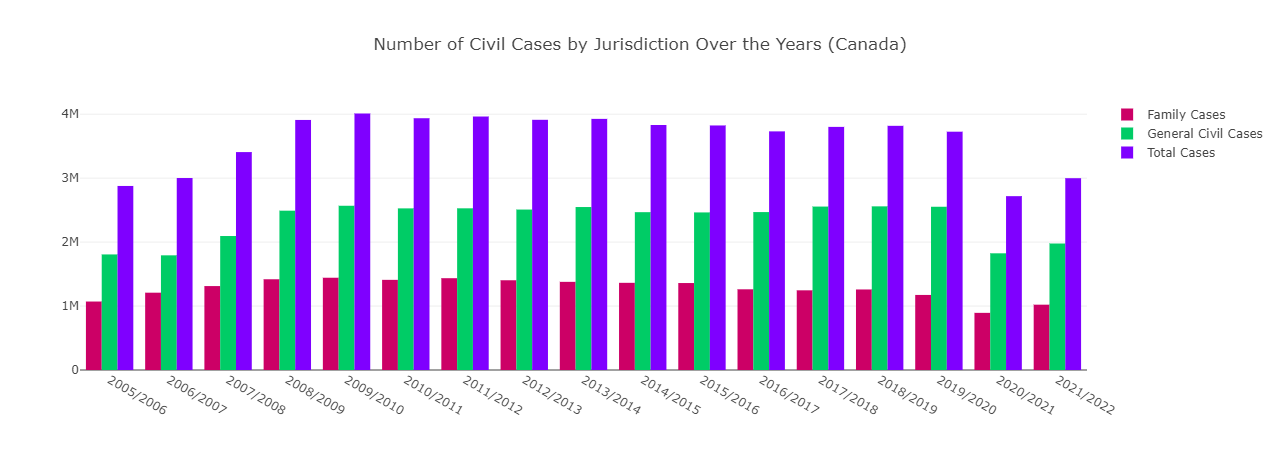 Number of Civil Cases by Jurisdiction Over the Years (Canada)
4M
3M
2M
1M
0
2005/2006
2006/2007
2007/2008
2008/2009
2009/2010
2010/2011
2011/2012
2012/2013
2013/2014
2014/2015
2015/2016
2016/2017
2017/2018
2018/2019
2019/2020
2020/2021
2021/2022
Family Cases
General Civil Cases
Total Cases